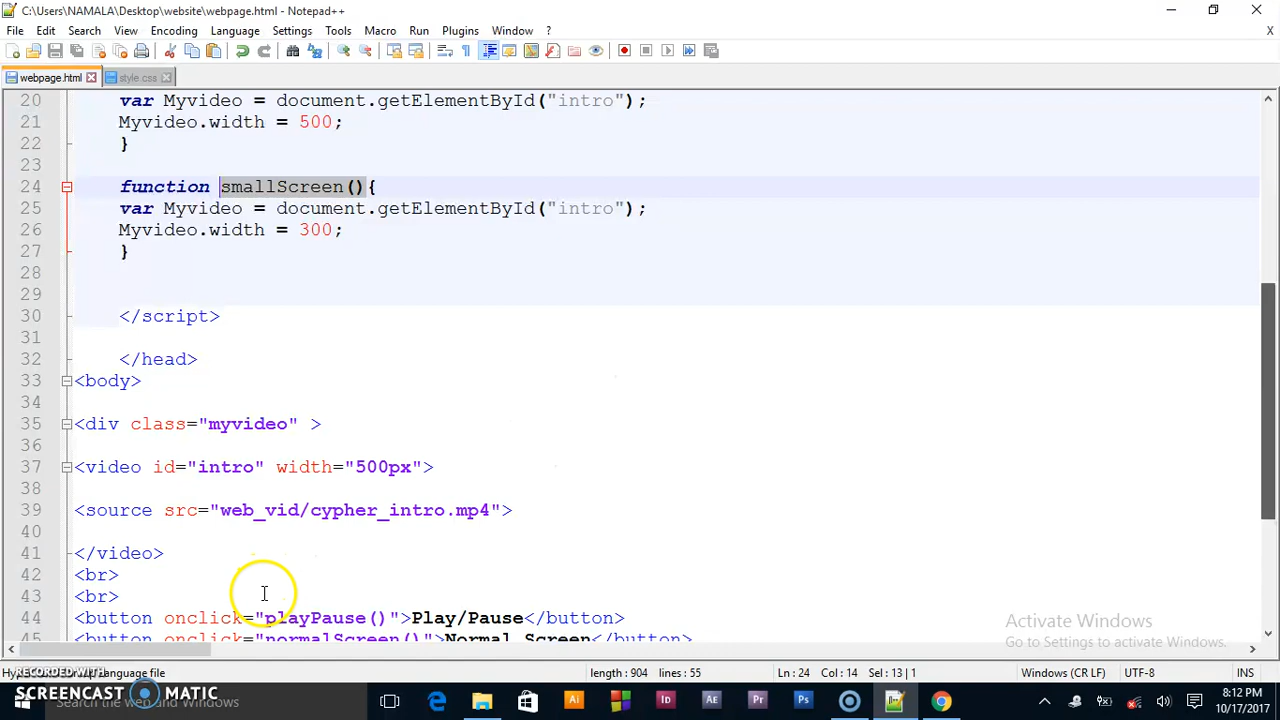 C:\Users\NAMALA\Desktop\website\webpage.html - Notepad++
File Edit Search View Encoding Language Settings Tools Macro Run Plugins Window ? X
webpage.html style.css
20 var Myvideo = document.getElementById("intro");
21 Myvideo.width = 500;
22 }
23
24 function smallScreen(){
25 var Myvideo = document.getElementById("intro");
26 Myvideo.width = 300;
27 }
28
29
30 </script>
31
32 </head>
33 <body>
34
35 <div class="myvideo" >
36
37 <video id="intro" width="500px">
38
39 <source src="web_vid/cypher_intro.mp4">
40
41 </video>
42 <br>
43 <br>
44 <button onclick="playPause()">Play/Pause</button>
45 <button onclick="normalScreen()">Normal Screen</button>
Activate Windows
Go to Settings to activate Windows.
RECORDED WITH
Language file length : 904 lines : 55 Ln : 24 Col : 14 Sel : 13 | 1 Windows (CR LF) UTF-8 INS
SCREENCAST MATIC
Search the web and Windows
Ai Id AE Pr Ps
8:12 PM
10/17/2017